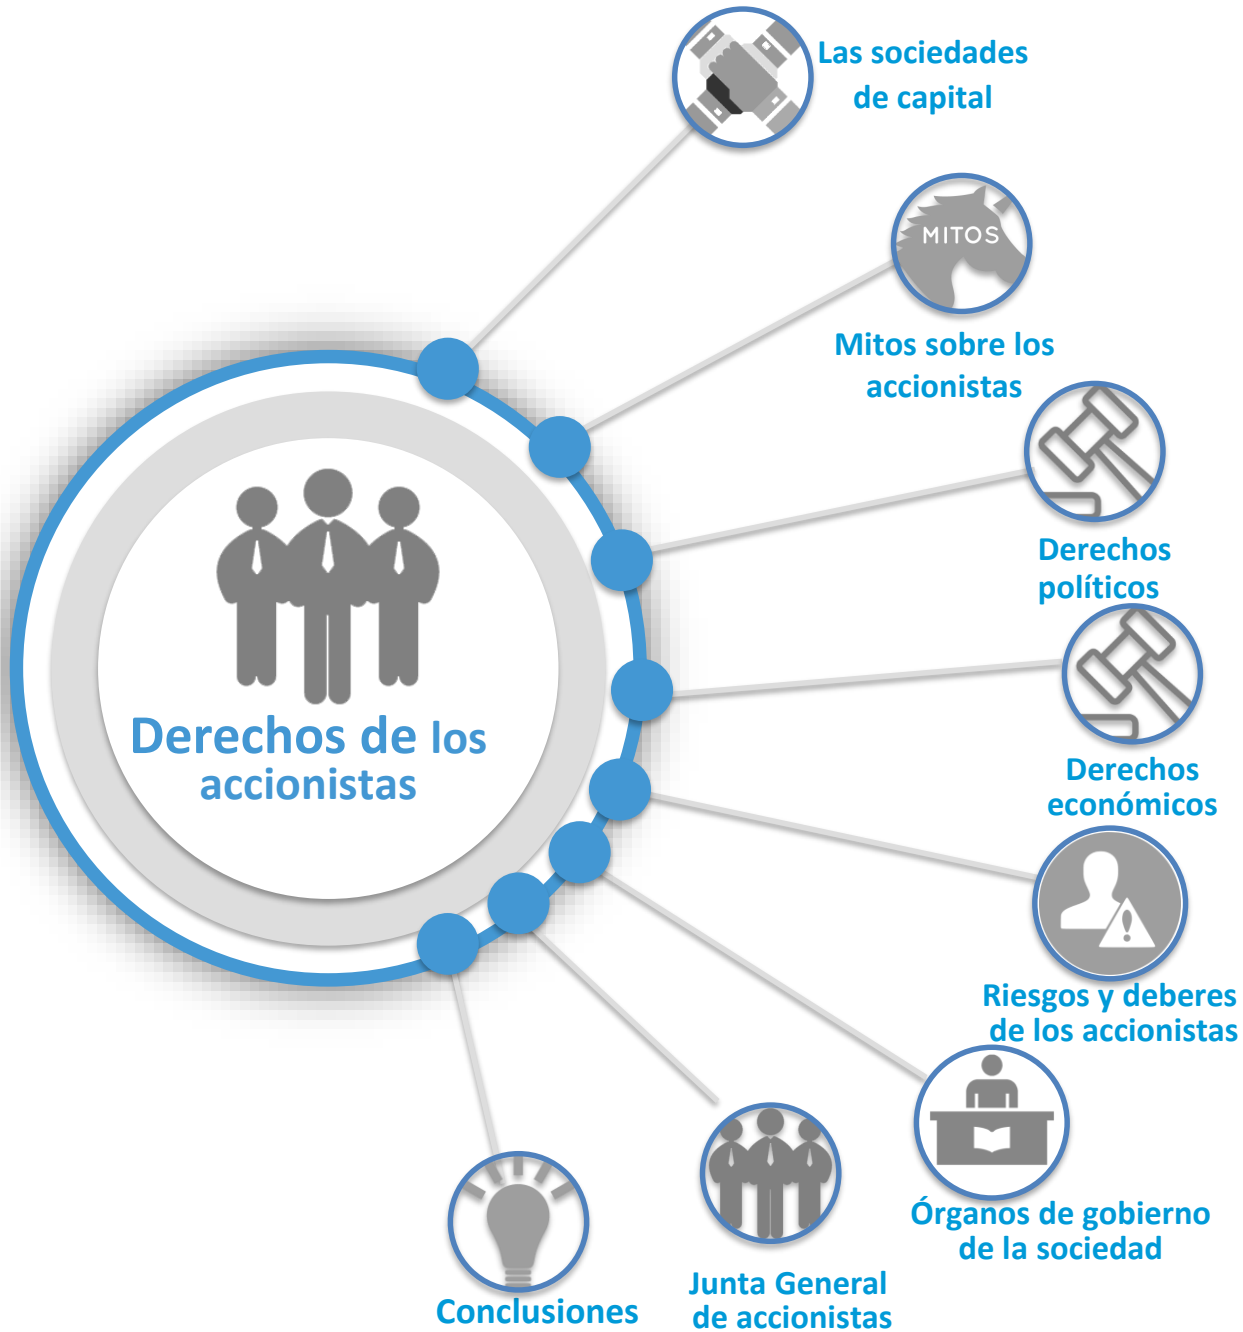 Las sociedades
de capital
MITOS
Mitos sobre los
accionistas
Derechos
políticos
Derechos de los
accionistas
Derechos
económicos
Riesgos y deberes
de los accionistas
Órganos de gobierno
de la sociedad
Junta General
de accionistas
Conclusiones